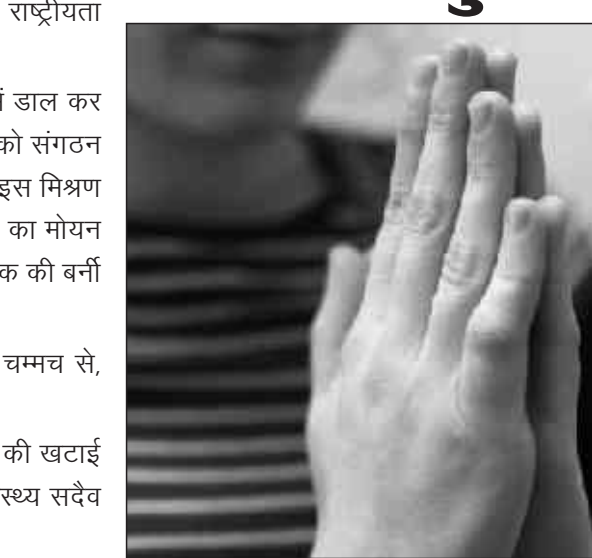 राष्ट्रीयता
डाल कर
को संगठन
इस मिश्रण
का मोयन
की बर्नी
चम्मच से,
की खटाई
सदैव